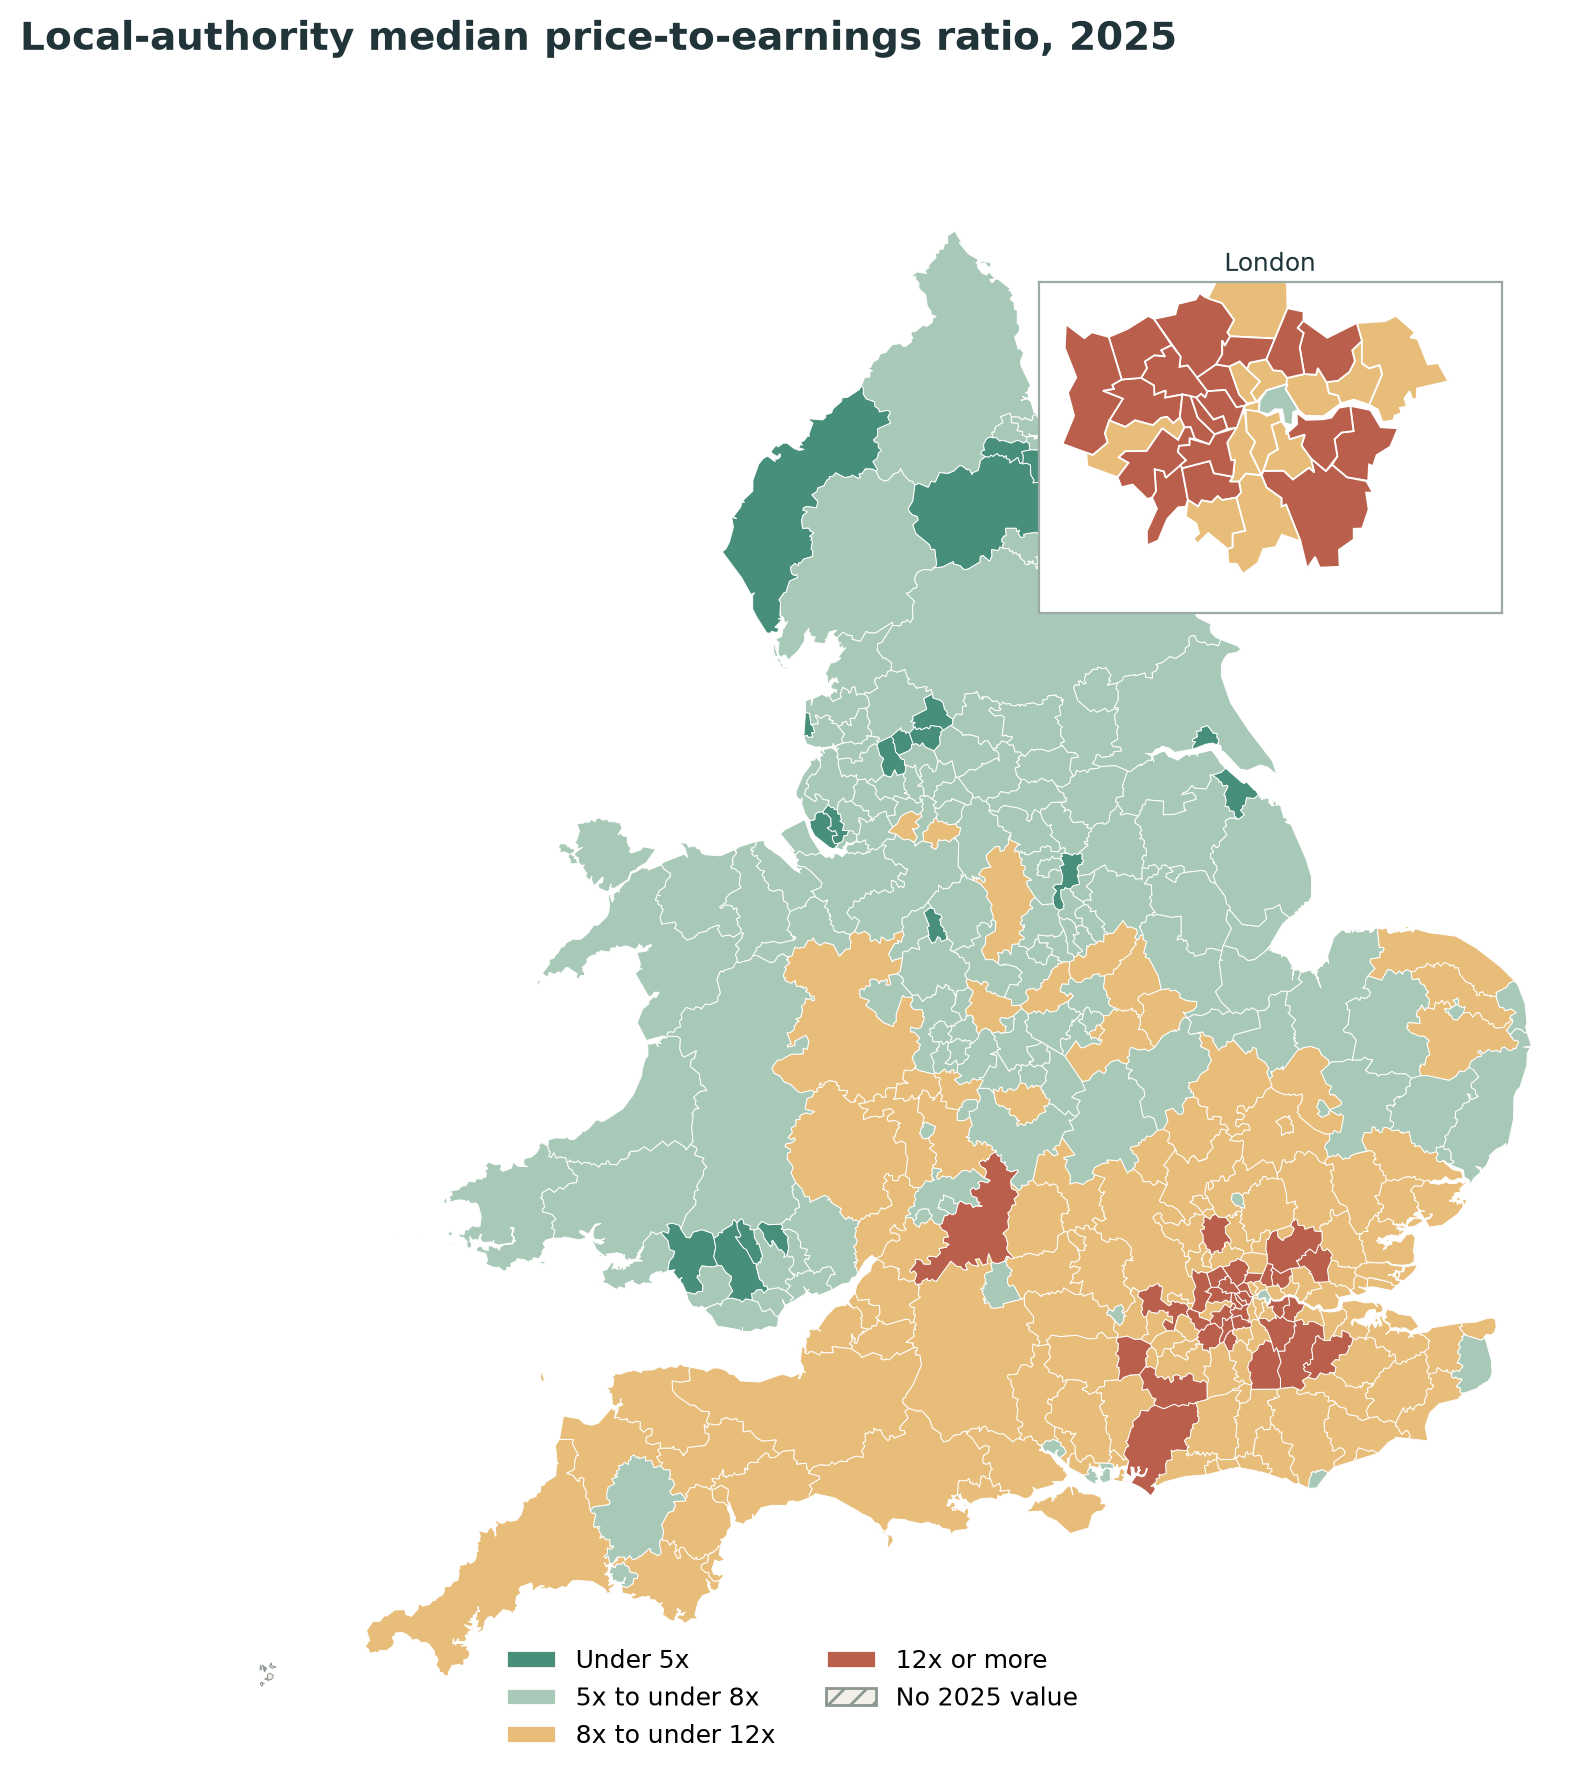 Local-authority median price-to-earnings ratio, 2025
London
Under 5x
5x to under 8x
8x to under 12x
12x or more
No 2025 value